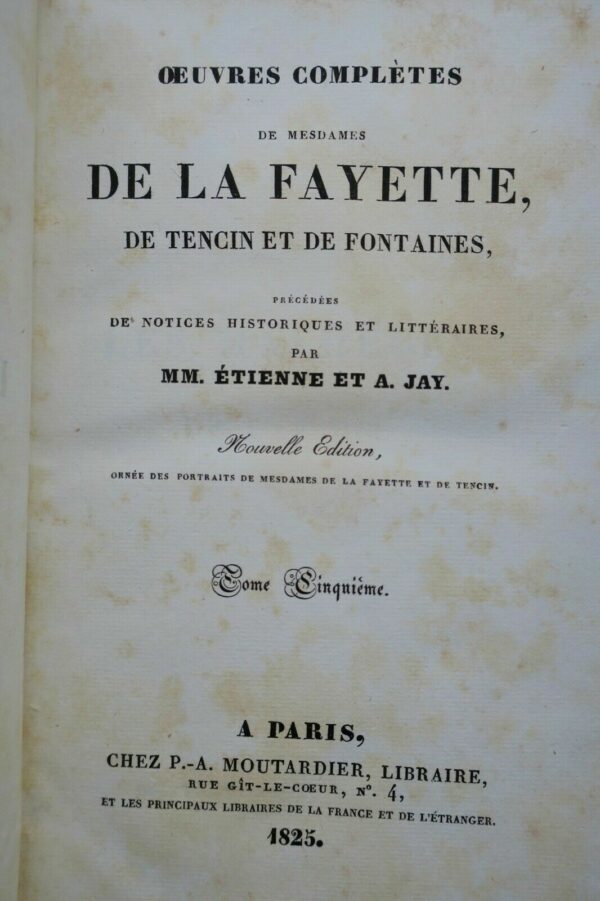 ŒUVRES COMPLÈTES
DE MESDAMES
DE LA FAYETTE,
DE TENCIN ET DE FONTAINES,
PRÉCÉDÉES
DE NOTICES HISTORIQUES ET LITTÉRAIRES,
PAR
MM. ÉTIENNE ET A. JAY.
Nouvelle Edition,
ORNÉE DES PORTRAITS DE MESDAMES DE LA FAYETTE ET DE TENCIN.
Tome Cinquième.
A PARIS,
CHEZ P.-A. MOUTARDIER, LIBRAIRE,
RUE GÎT-LE-CŒUR, N°. 4,
ET LES PRINCIPAUX LIBRAIRES DE LA FRANCE ET DE L'ÉTRANGER.
1825.